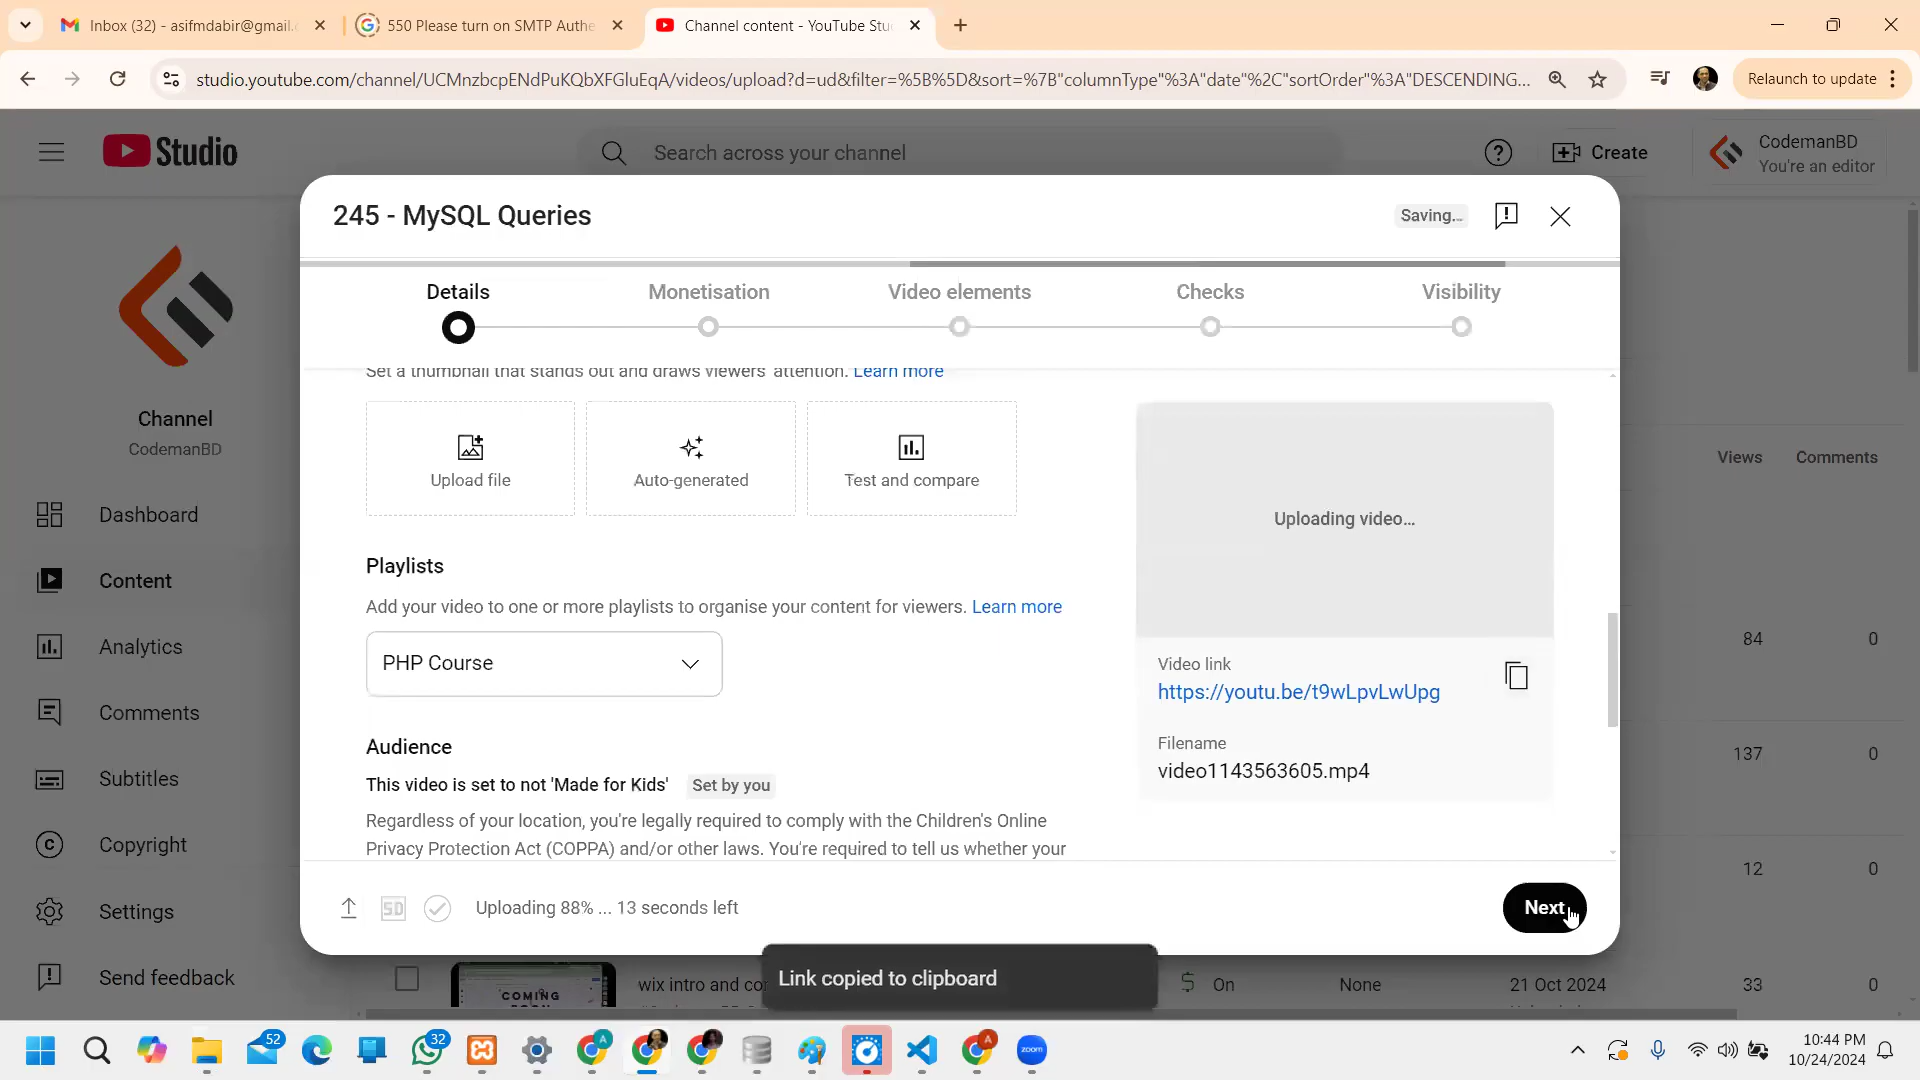 Inbox (32) - asifmdabir@gmail.
550 Please turn on SMTP Authe
Channel content - YouTube Stu
studio.youtube.com/channel/UCMnzbcpENdPuKQbXFGluEqA/videos/upload?d=ud&filter=%5B%5D&sort=%7B"columnType"%3A"date"%2C"sortOrder"%3A"DESCENDING...
Relaunch to update
Studio
Search across your channel
Create
CodemanBD
You're an editor
245 - MySQL Queries
Saving...
Details
Monetisation
Video elements
Checks
Visibility
Set a thumbnail that stands out and draws viewers' attention. Learn more
Upload file
Auto-generated
Test and compare
Uploading video...
Playlists
Add your video to one or more playlists to organise your content for viewers. Learn more
PHP Course
Video link
https://youtu.be/t9wLpvLwUpg
Filename
video1143563605.mp4
Audience
This video is set to not 'Made for Kids'
Set by you
Regardless of your location, you're legally required to comply with the Children's Online
Privacy Protection Act (COPPA) and/or other laws. You're required to tell us whether your
SD
Uploading 88% ... 13 seconds left
Next
Link copied to clipboard
Channel
CodemanBD
Dashboard
Content
Analytics
Comments
Subtitles
Copyright
Settings
Send feedback
Views
Comments
84
0
137
0
12
0
COMING
wix intro and co
On
None
21 Oct 2024
33
0
52
32
A
A
zoom
10:44 PM
10/24/2024